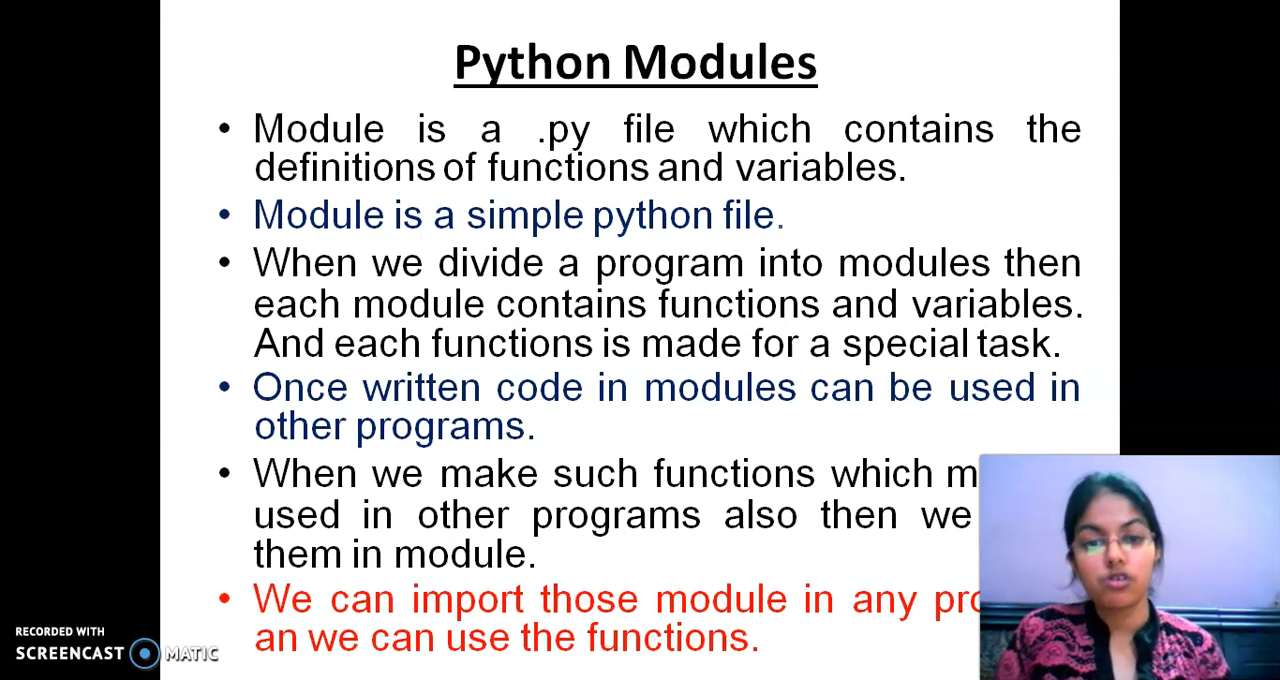 Python Modules
• Module is a .py file which contains the
definitions of functions and variables.
• Module is a simple python file.
• When we divide a program into modules then
each module contains functions and variables.
And each functions is made for a special task.
• Once written code in modules can be used in
other programs.
• When we make such functions which
used in other programs also then we
them in module.
• We can import those module in any
an we can use the functions.
RECORDED WITH
SCREENCAST MATIC